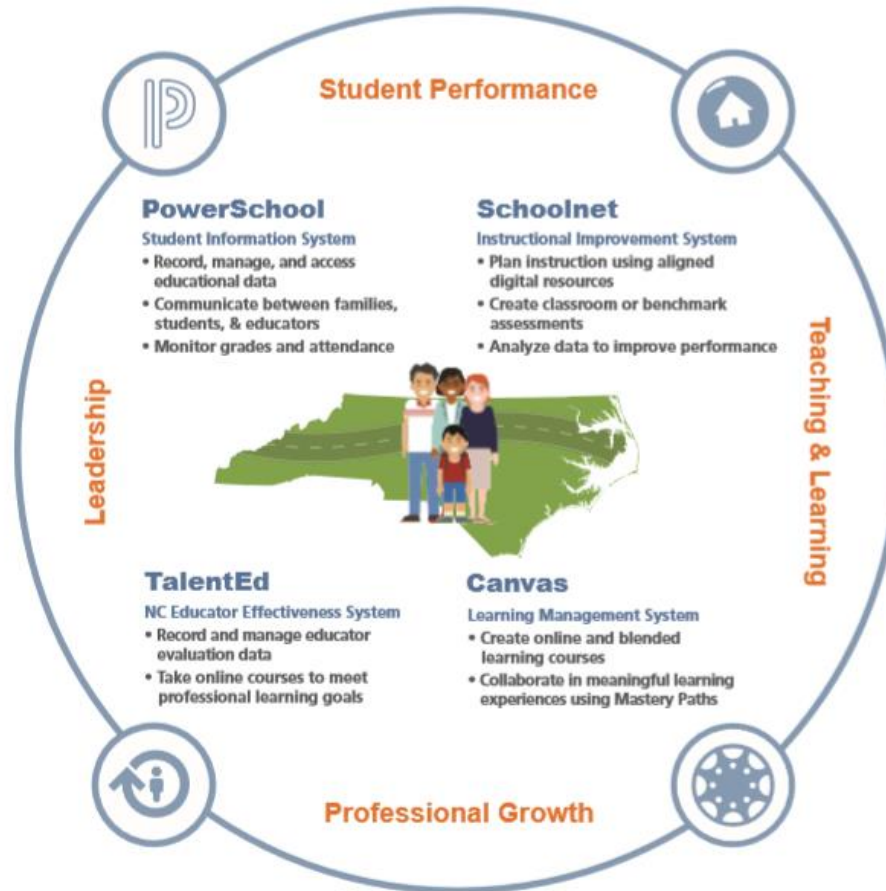 Student Performance
PowerSchool
Student Information System
• Record, manage, and access
educational data
• Communicate between families,
students, & educators
• Monitor grades and attendance
Schoolnet
Instructional Improvement System
• Plan instruction using aligned
digital resources
• Create classroom or benchmark
assessments
• Analyze data to improve performance
Leadership
Teaching & Learning
TalentEd
NC Educator Effectiveness System
• Record and manage educator
evaluation data
• Take online courses to meet
professional learning goals
Canvas
Learning Management System
• Create online and blended
learning courses
• Collaborate in meaningful learning
experiences using Mastery Paths
Professional Growth